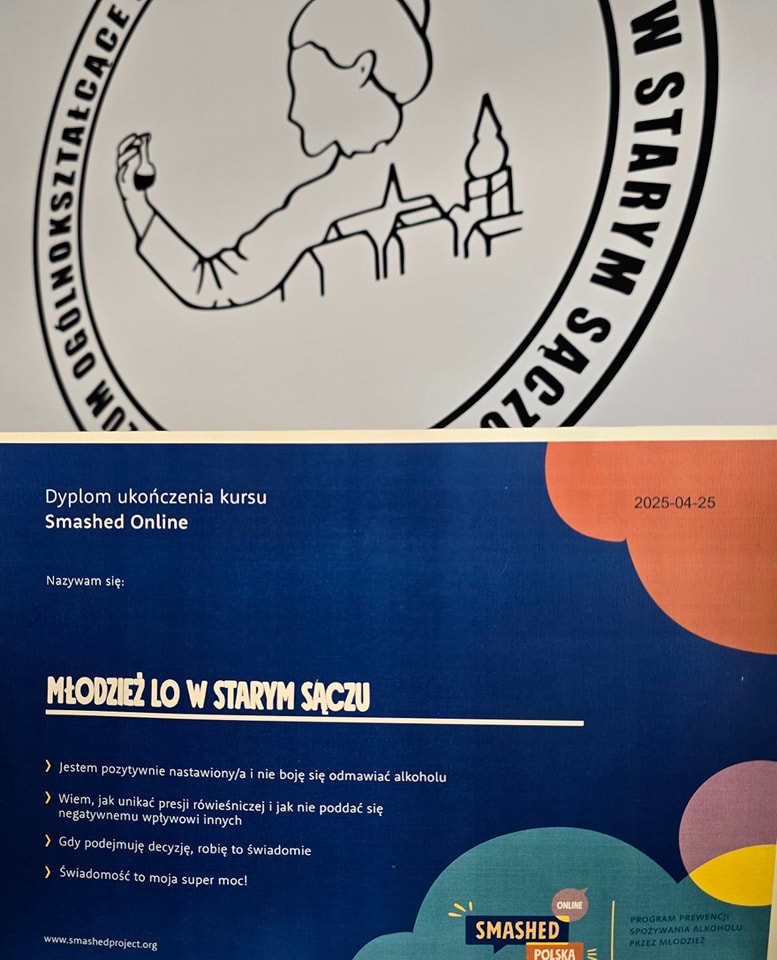 OGÓLNOKSZTAŁCĄCE
W STARYM SĄCZU
Dyplom ukończenia kursu
Smashed Online
2025-04-25
Nazywam się:
MŁODZIEŻ LO W STARYM SĄCZU
Jestem pozytywnie nastawiony/a i nie boję się odmawiać alkoholu
Wiem, jak unikać presji rówieśniczej i jak nie poddać się
negatywnemu wpływowi innych
Gdy podejmuję decyzję, robię to świadomie
Świadomość to moja super moc!
www.smashedproject.org
ONLINE
SMASHED
POLSKA
PROGRAM PREWENCJI
SPOŻYWANIA ALKOHOLU
PRZEZ MŁODZIEŻ